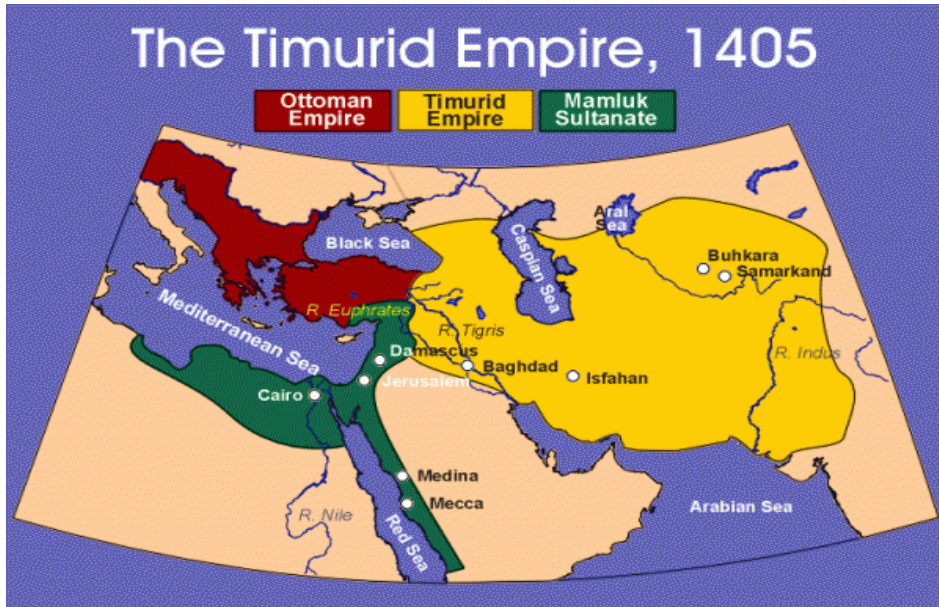 The Timurid Empire, 1405
Ottoman
Empire
Timurid
Empire
Mamluk
Sultanate
Aral
Sea
Black Sea
Caspian Sea
Buhkara
Samarkand
Mediterranean Sea
R. Euphrates
R. Tigris
R. Indus
Damascus
Baghdad
Isfahan
Jerusalem
Cairo
Medina
Mecca
R. Nile
Red Sea
Arabian Sea